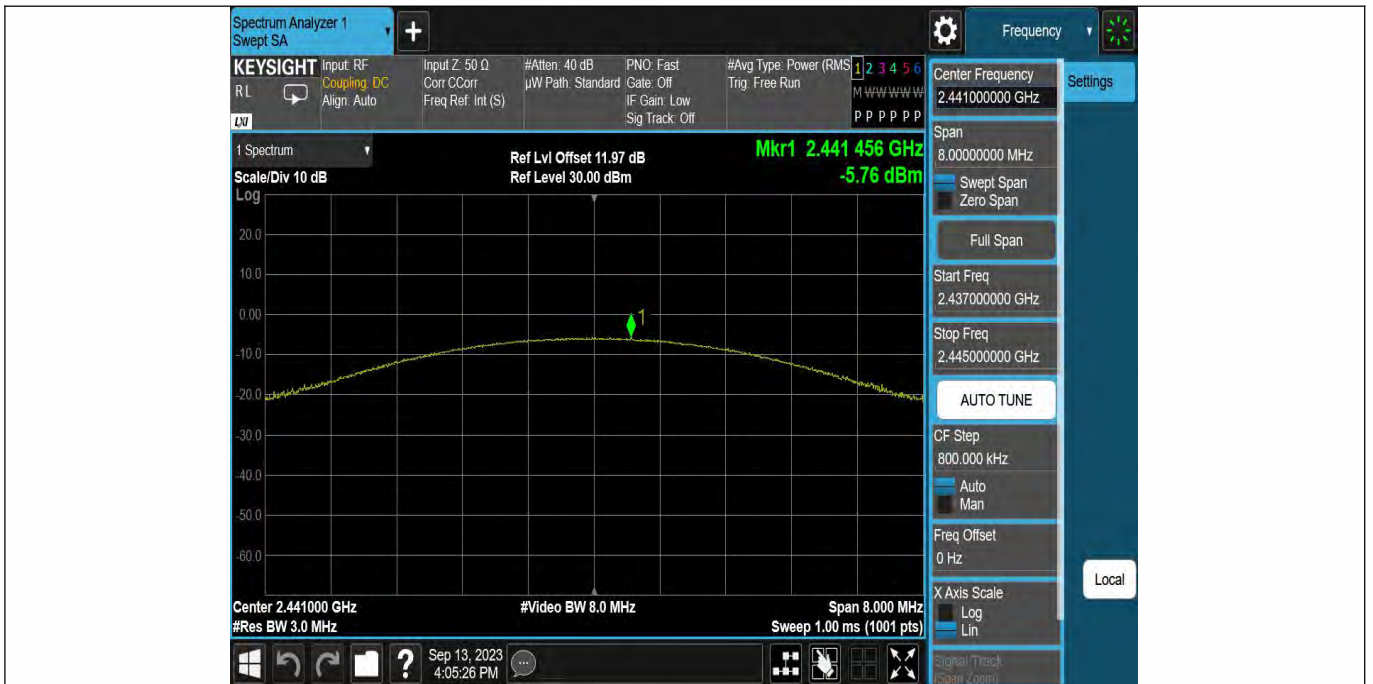 Spectrum Analyzer 1
Swept SA
Frequency
KEYSIGHT
RL
LXI
Input: RF
Coupling: DC
Align: Auto
Input Z: 50 Ω
Corr CCorr
Freq Ref: Int (S)
#Atten: 40 dB
µW Path: Standard
PNO: Fast
Gate: Off
IF Gain: Low
Sig Track: Off
#Avg Type: Power (RMS
Trig: Free Run
1 2 3 4 5 6
M W W W W W
P P P P P P
1 Spectrum
Scale/Div 10 dB
Log
Ref Lvl Offset 11.97 dB
Ref Level 30.00 dBm
Mkr1 2.441 456 GHz
-5.76 dBm
20.0
10.0
0.00
-10.0
-20.0
-30.0
-40.0
-50.0
-60.0
1
Center 2.441000 GHz
#Res BW 3.0 MHz
#Video BW 8.0 MHz
Span 8.000 MHz
Sweep 1.00 ms (1001 pts)
Center Frequency
2.441000000 GHz
Settings
Span
8.00000000 MHz
Swept Span
Zero Span
Full Span
Start Freq
2.437000000 GHz
Stop Freq
2.445000000 GHz
AUTO TUNE
CF Step
800.000 kHz
Auto
Man
Freq Offset
0 Hz
X Axis Scale
Log
Lin
Signal Track
(Span Zoom)
Local
?
Sep 13, 2023
4:05:26 PM